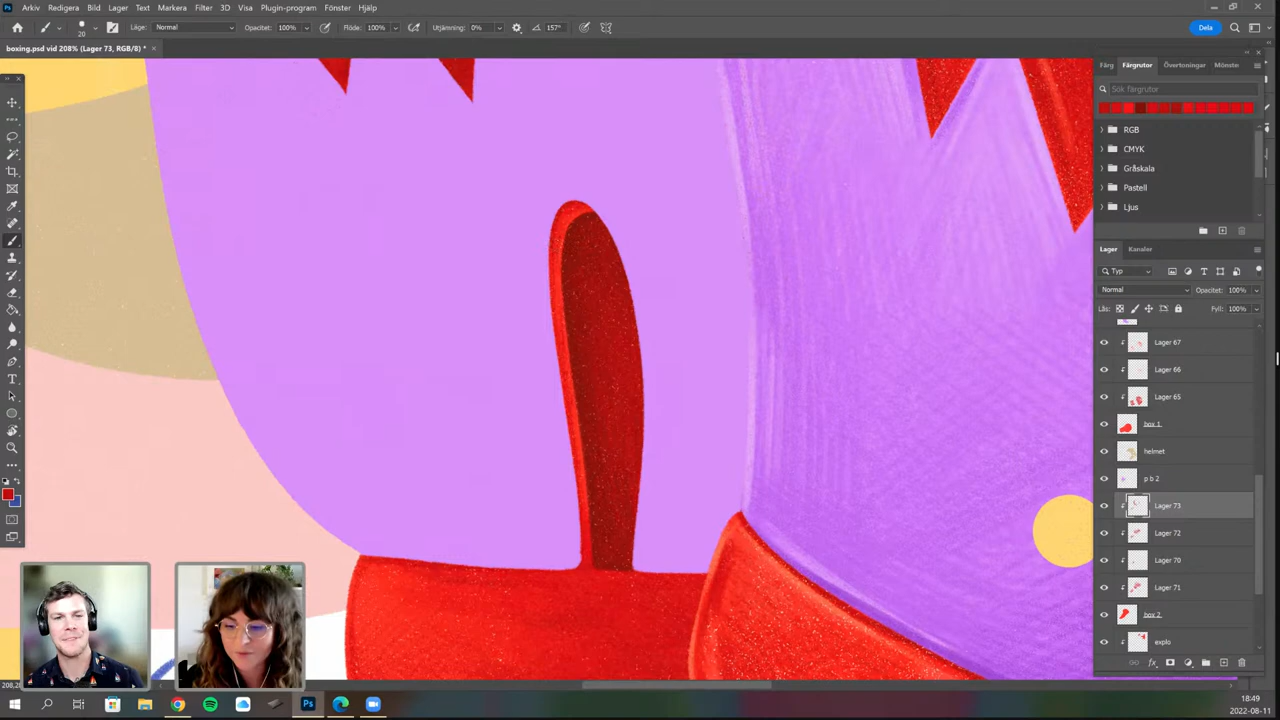 Arkiv Redigera Bild Lager Text Markera Filter 3D Visa Plugin-program Fönster Hjälp
20 Läge: Normal Opacitet: 100% Flöde: 100% Utjämning: 0% 157° Dela
boxing.psd vid 208% (Lager 73, RGB/8) *
Färg Färgrutor Övertoningar Mönste
Sök färgrutor
RGB
CMYK
Gråskala
Pastell
Ljus
Lager Kanaler
Typ
Normal Opacitet: 100%
Lås: Fyll: 100%
Lager 67
Lager 66
Lager 65
box 1
helmet
p b 2
Lager 73
Lager 72
Lager 70
Lager 71
box 2
explo
fx
Ps
18:49
2022-08-11